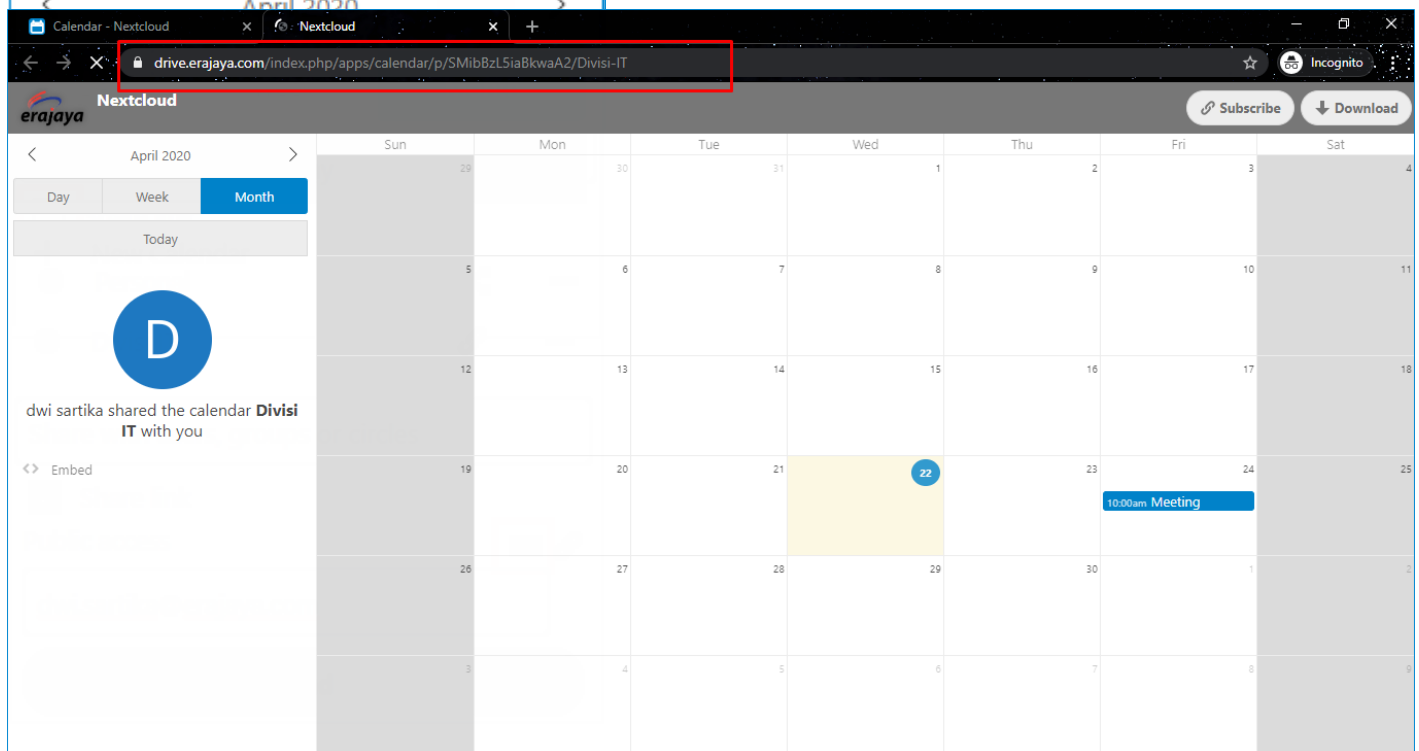 April 2020
Calendar - Nextcloud
Nextcloud
drive.erajaya.com/index.php/apps/calendar/p/SMibBzL5iaBkwaA2/Divisi-IT
Incognito
erajaya
Nextcloud
Subscribe
Download
April 2020
Day Week Month
Today
D
dwi sartika shared the calendar Divisi
IT with you
Embed
Sun Mon Tue Wed Thu Fri Sat
29 30 31 1 2 3 4
5 6 7 8 9 10 11
12 13 14 15 16 17 18
19 20 21 22 23 24 25
10:00am Meeting
26 27 28 29 30 1 2
3 4 5 6 7 8 9